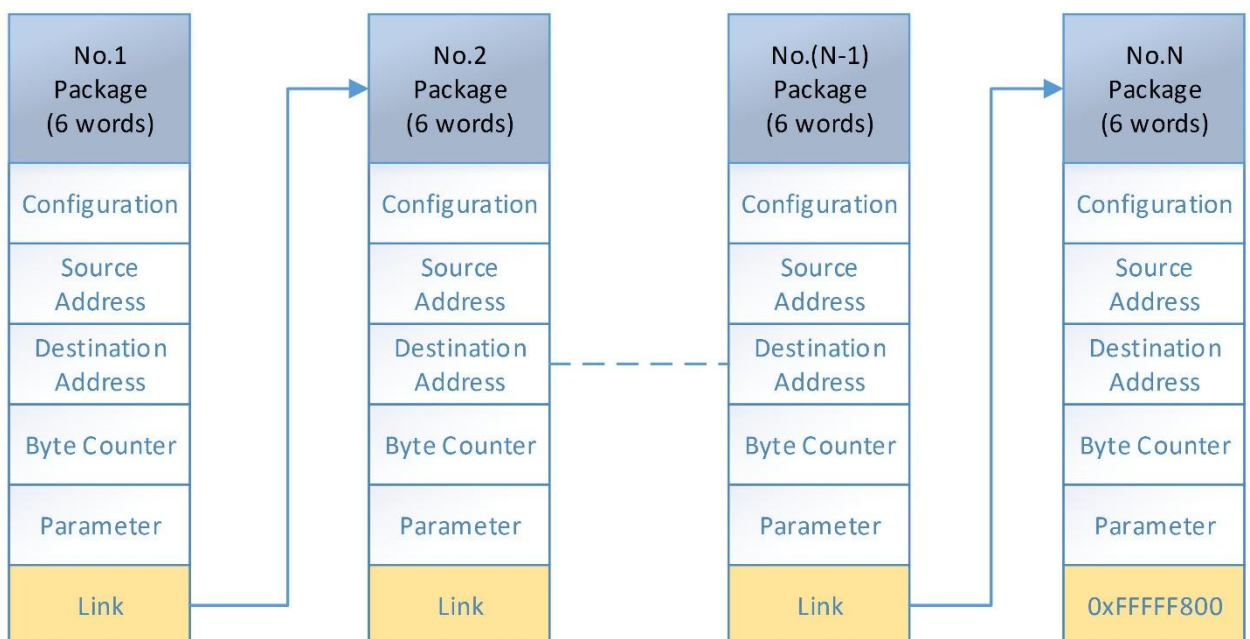 No.1
Package
(6 words)
Configuration
Source
Address
Destination
Address
Byte Counter
Parameter
Link
No.2
Package
(6 words)
Configuration
Source
Address
Destination
Address
Byte Counter
Parameter
Link
No.(N-1)
Package
(6 words)
Configuration
Source
Address
Destination
Address
Byte Counter
Parameter
Link
No.N
Package
(6 words)
Configuration
Source
Address
Destination
Address
Byte Counter
Parameter
0xFFFFF800